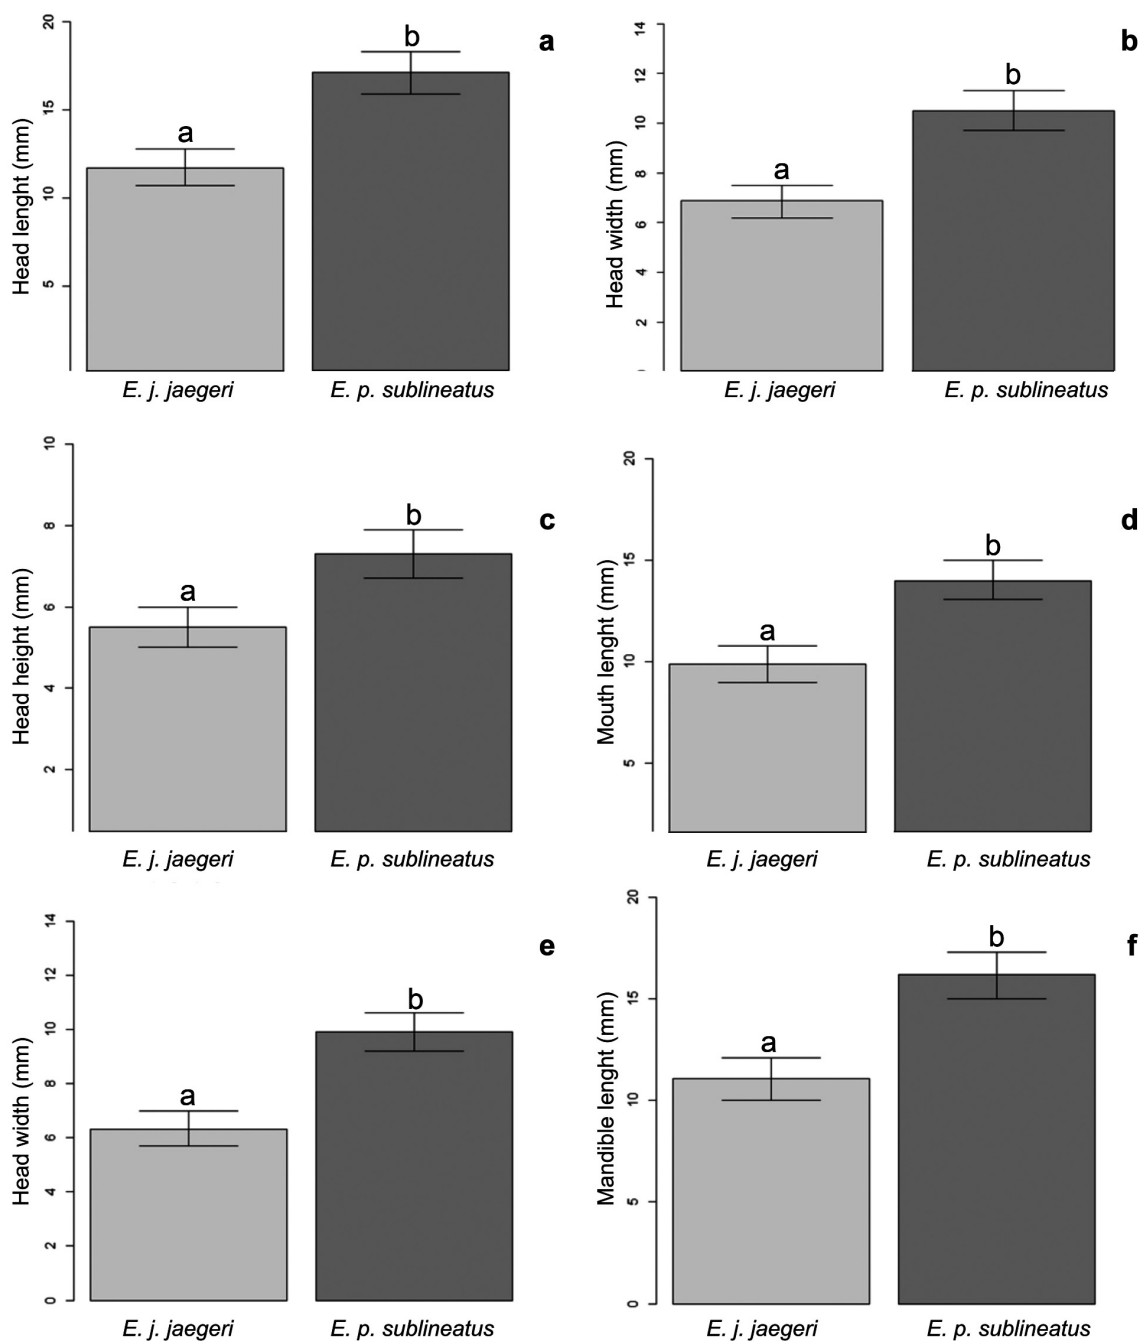 a
Head lenght (mm)
20
15
10
5
a
b
E. j. jaegeri
E. p. sublineatus
b
Head width (mm)
14
12
10
8
6
4
2
a
b
E. j. jaegeri
E. p. sublineatus
c
Head height (mm)
10
8
6
4
2
a
b
E. j. jaegeri
E. p. sublineatus
d
Mouth lenght (mm)
20
15
10
5
a
b
E. j. jaegeri
E. p. sublineatus
e
Head width (mm)
14
12
10
8
6
4
2
0
a
b
E. j. jaegeri
E. p. sublineatus
f
Mandible lenght (mm)
20
15
10
5
0
a
b
E. j. jaegeri
E. p. sublineatus